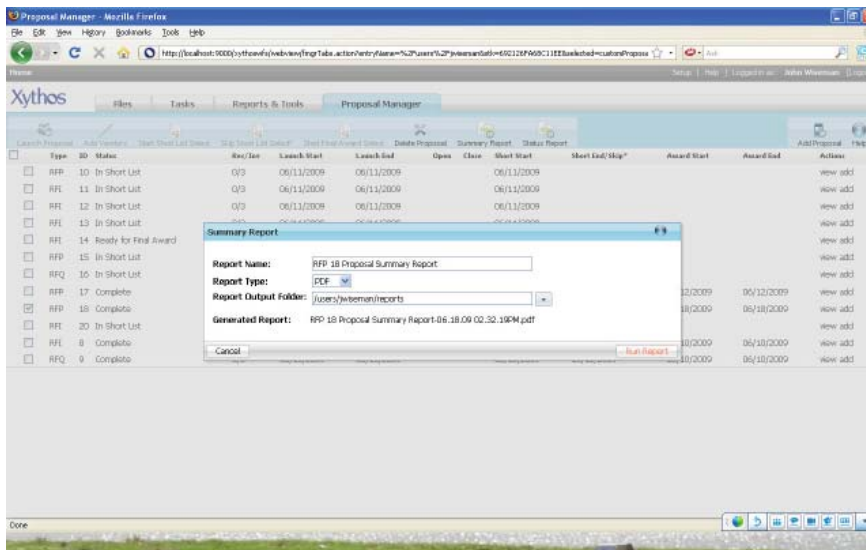 Proposal Manager - Mozilla Firefox
File Edit View History Bookmarks Tools Help
Home Setup | Help | Logged in as: John Wiseman
Xythos Files Tasks Reports & Tools Proposal Manager
Launch Proposal Add Vendors Start Short List Select Skip Short List Select Start Final Award Select Delete Proposal Summary Report Status Report Add Proposal Help
Type ID Status Rec/Inv Launch Start Launch End Open Close Short Start Short End/Skip* Award Start Award End Actions
RFP 10 In Short List 0/3 06/11/2009 06/11/2009 06/11/2009 view add
RFI 11 In Short List 0/3 06/11/2009 06/11/2009 06/11/2009 view add
RFI 12 In Short List 0/3 06/11/2009 06/11/2009 06/11/2009 view add
RFI 13 In Short List view add
RFI 14 Ready for Final Award view add
RFP 15 In Short List view add
RFQ 16 In Short List view add
RFP 17 Complete 12/2009 06/12/2009 view add
RFP 18 Complete 18/2009 06/18/2009 view add
RFI 20 In Short List view add
RFI 8 Complete 10/2009 06/10/2009 view add
RFQ 9 Complete 10/2009 06/10/2009 view add
Summary Report
Report Name: RFP 18 Proposal Summary Report
Report Type: PDF
Report Output Folder: /users/jwiseman/reports
Generated Report: RFP 18 Proposal Summary Report-06.18.09 02.32.19PM.pdf
Cancel Run Report
Done